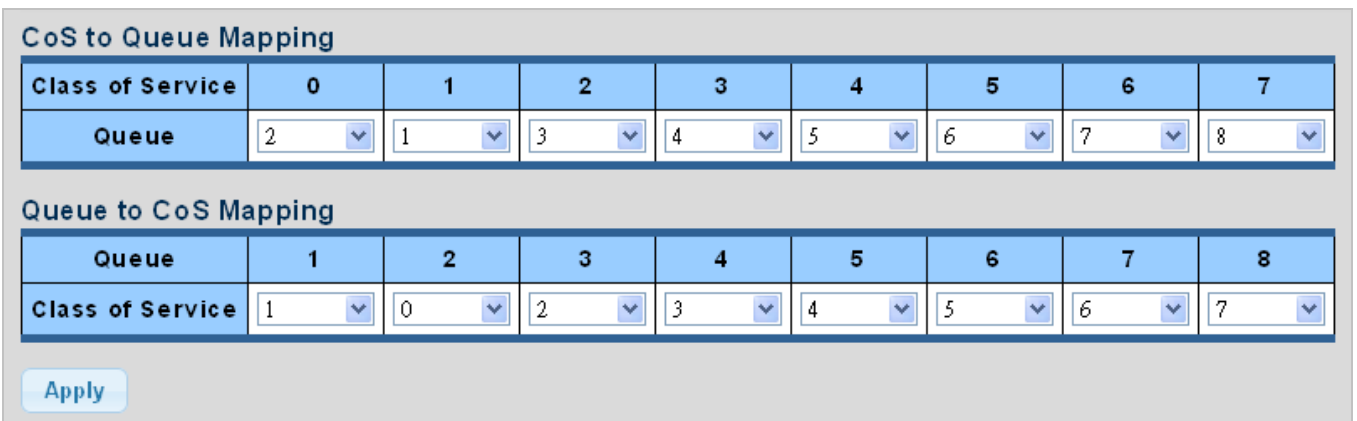 CoS to Queue Mapping
Class of Service 0 1 2 3 4 5 6 7
Queue 2 1 3 4 5 6 7 8
Queue to CoS Mapping
Queue 1 2 3 4 5 6 7 8
Class of Service 1 0 2 3 4 5 6 7
Apply